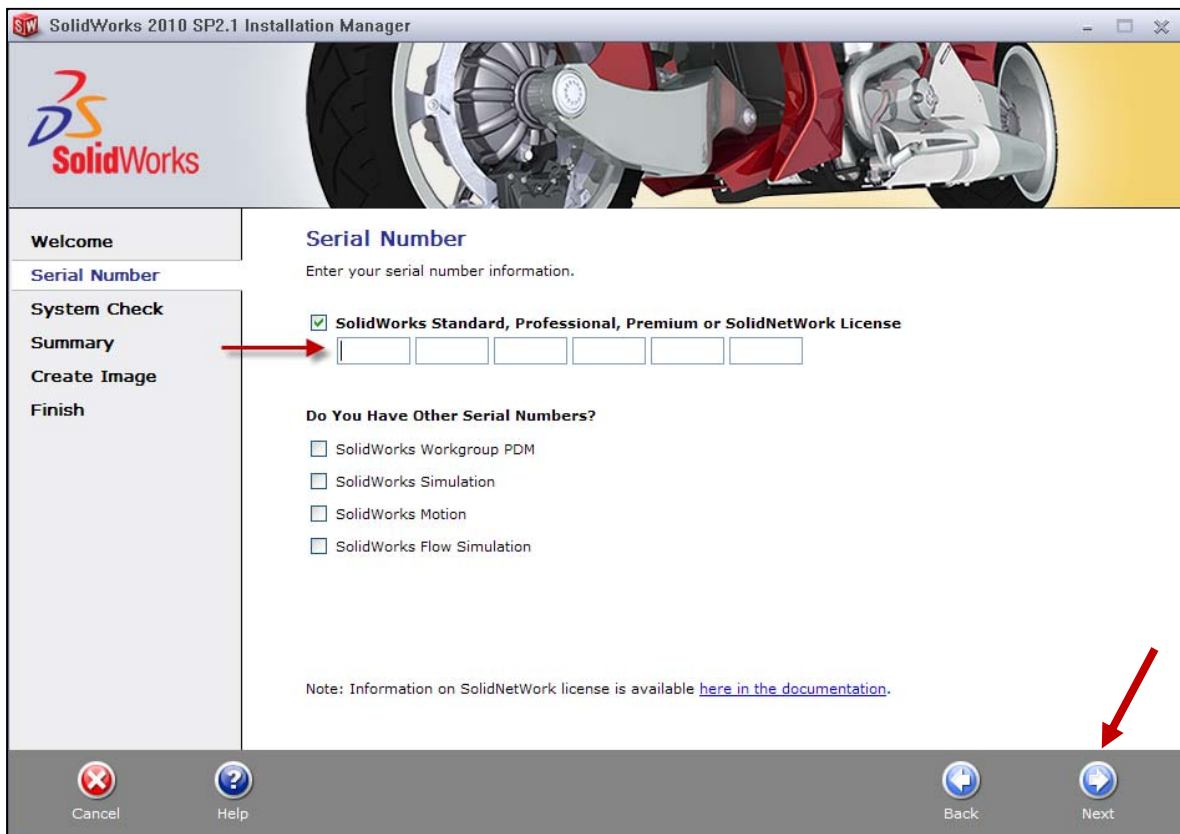 SolidWorks 2010 SP2.1 Installation Manager
SolidWorks
Welcome
Serial Number
System Check
Summary
Create Image
Finish
Serial Number
Enter your serial number information.
SolidWorks Standard, Professional, Premium or SolidNetWork License
Do You Have Other Serial Numbers?
SolidWorks Workgroup PDM
SolidWorks Simulation
SolidWorks Motion
SolidWorks Flow Simulation
Note: Information on SolidNetWork license is available here in the documentation.
Cancel
Help
Back
Next